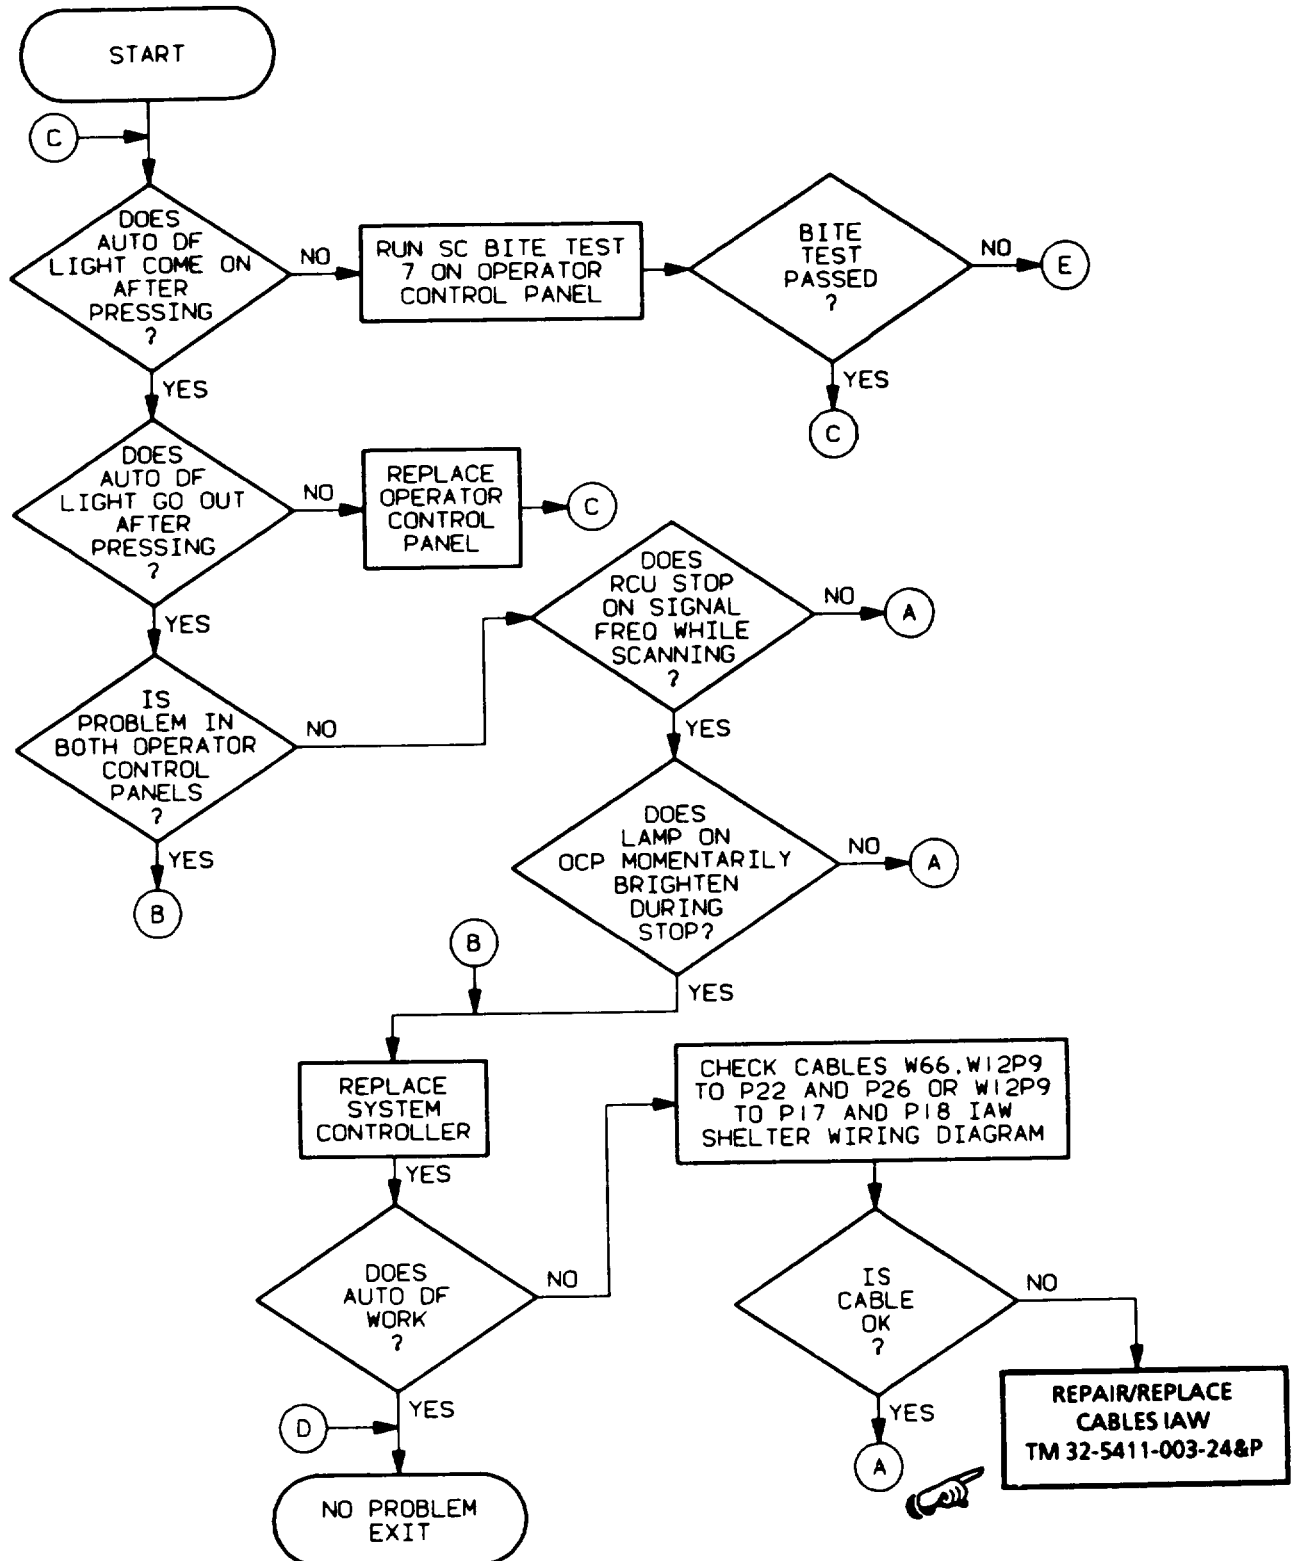 START
C
DOES
AUTO DF
LIGHT COME ON
AFTER
PRESSING
?
NO
RUN SC BITE TEST
7 ON OPERATOR
CONTROL PANEL
BITE
TEST
PASSED
?
NO
E
YES
C
YES
DOES
AUTO DF
LIGHT GO OUT
AFTER
PRESSING
?
NO
REPLACE
OPERATOR
CONTROL
PANEL
C
YES
DOES
RCU STOP
ON SIGNAL
FREQ WHILE
SCANNING
?
NO
A
YES
IS
PROBLEM IN
BOTH OPERATOR
CONTROL
PANELS
?
NO
YES
B
DOES
LAMP ON
OCP MOMENTARILY
BRIGHTEN
DURING
STOP?
NO
A
YES
B
REPLACE
SYSTEM
CONTROLLER
YES
CHECK CABLES W66.W12P9
TO P22 AND P26 OR W12P9
TO P17 AND P18 IAW
SHELTER WIRING DIAGRAM
DOES
AUTO DF
WORK
?
NO
YES
IS
CABLE
OK
?
NO
YES
A
REPAIR/REPLACE
CABLES IAW
TM 32-5411-003-24&P
D
NO PROBLEM
EXIT